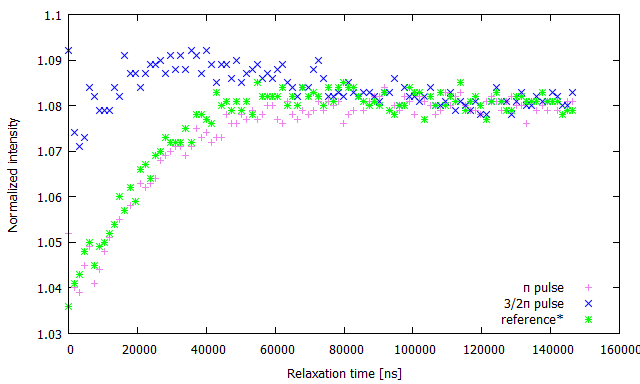 1.1
1.09
1.08
1.07
1.06
1.05
1.04
1.03
Normalized intensity
π pulse
3/2π pulse
reference*
0 20000 40000 60000 80000 100000 120000 140000 160000
Relaxation time [ns]